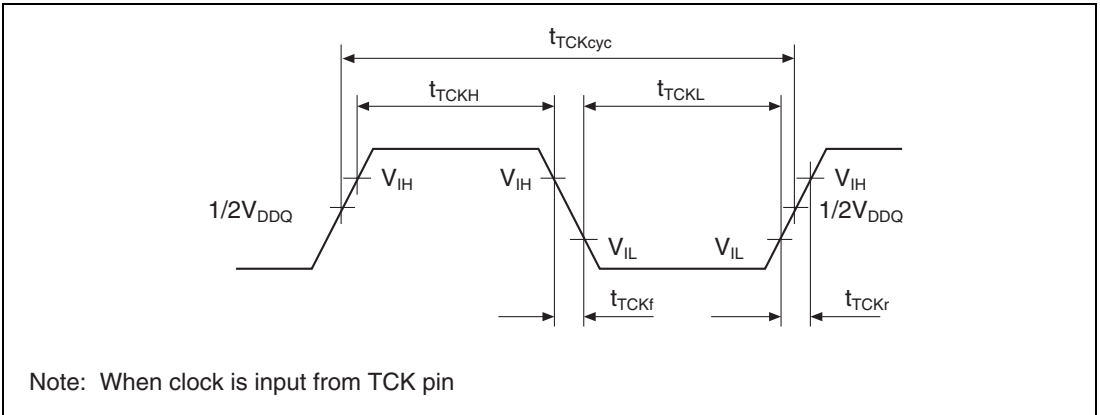 tTCKcyc
tTCKH
tTCKL
VIH
VIH
VIH
1/2VDDQ
1/2VDDQ
VIL
VIL
tTCKf
tTCKr
Note: When clock is input from TCK pin